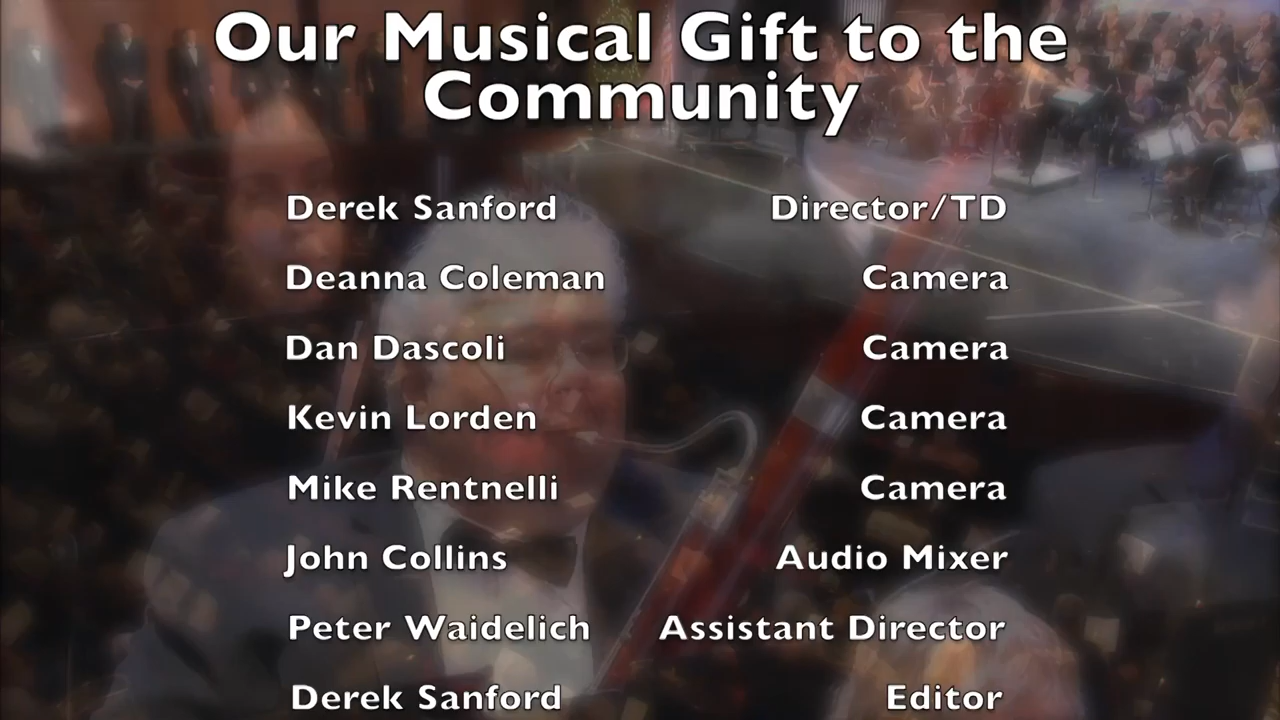 Our Musical Gift to the
Community
Derek Sanford Director/TD
Deanna Coleman Camera
Dan Dascoli Camera
Kevin Lorden Camera
Mike Rentnelli Camera
John Collins Audio Mixer
Peter Waidelich Assistant Director
Derek Sanford Editor